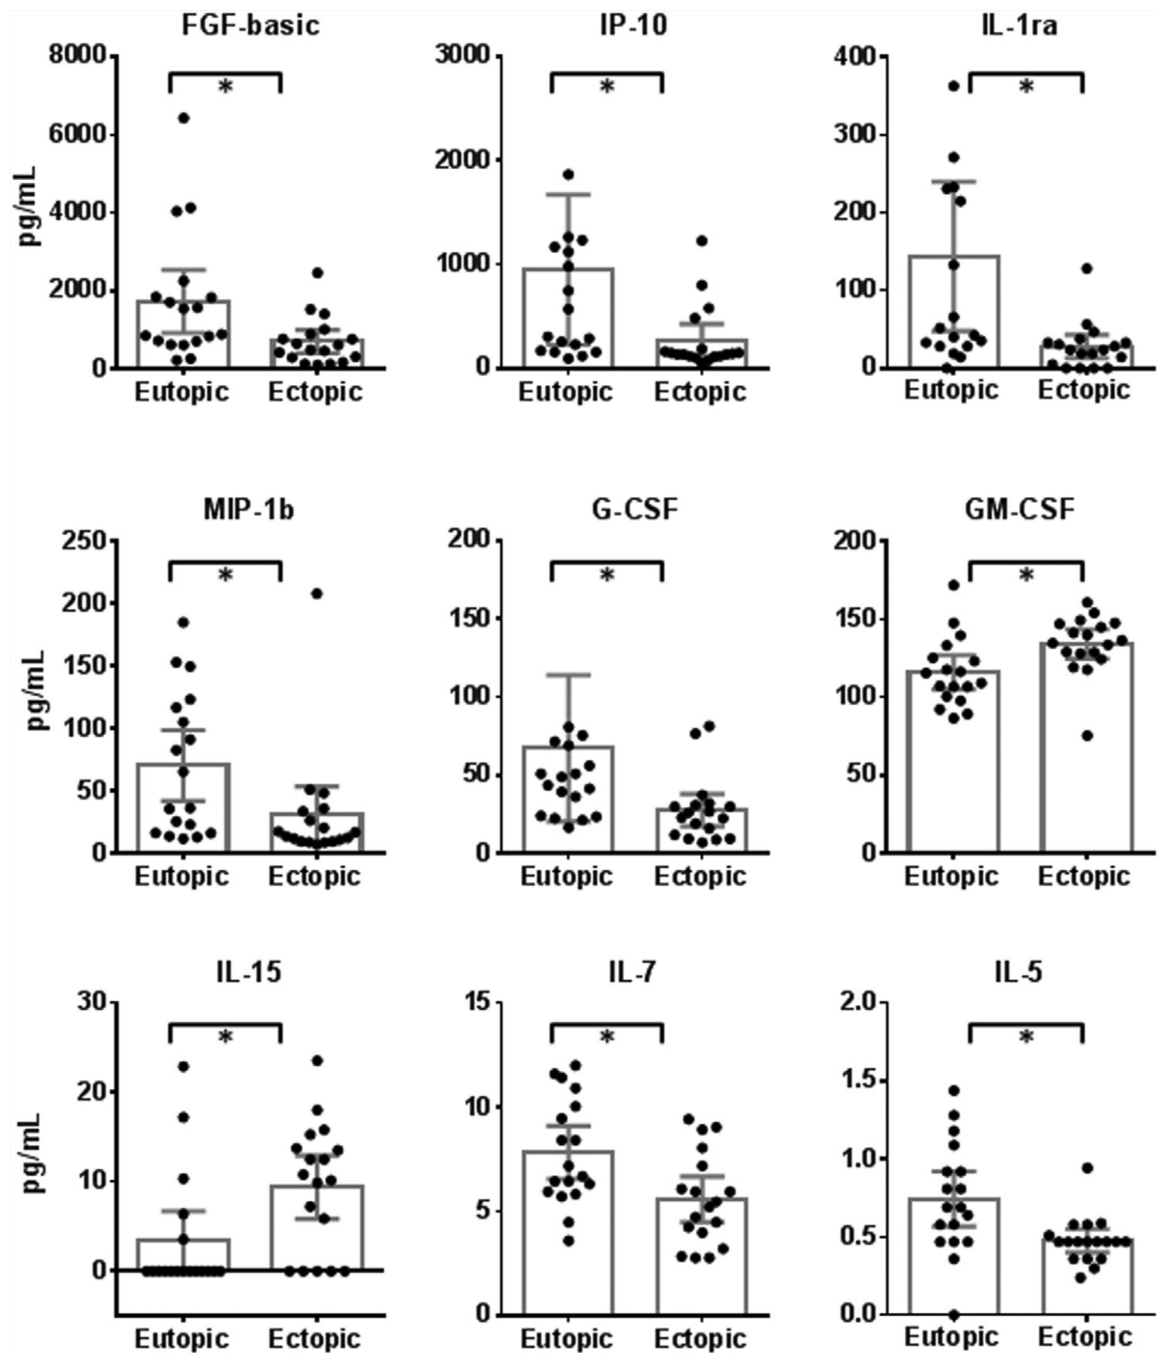 FGF-basic IP-10 IL-1ra
8000 3000 400
* * *
6000 300
2000
pg/mL
4000 200
1000
2000 100
0 0 0
Eutopic Ectopic Eutopic Ectopic Eutopic Ectopic
MIP-1b G-CSF GM-CSF
250 200 200
* * *
200
150 150
150
pg/mL
100 100
100
50 50
50
0 0 0
Eutopic Ectopic Eutopic Ectopic Eutopic Ectopic
IL-15 IL-7 IL-5
30 15 2.0
* * *
20 1.5
10
pg/mL
10 1.0
5 0.5
0
0 0.0
Eutopic Ectopic Eutopic Ectopic Eutopic Ectopic